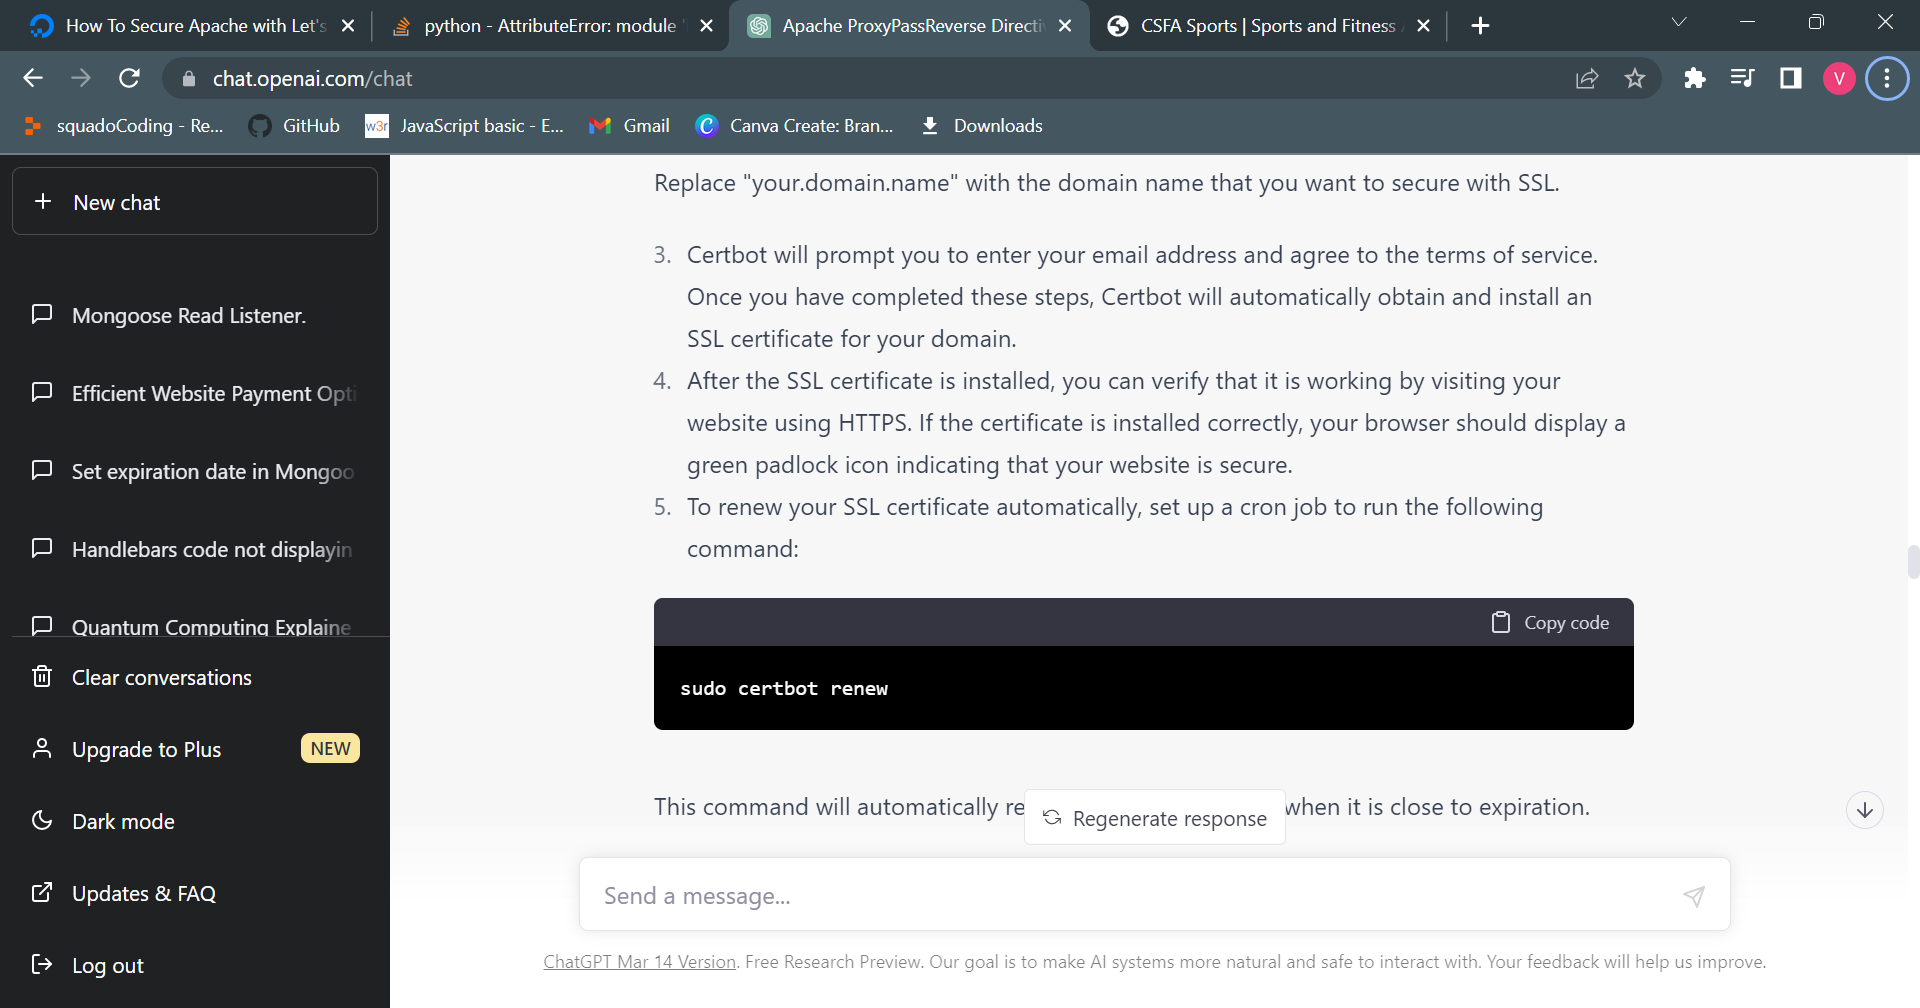 How To Secure Apache with Let's
python - AttributeError: module '
Apache ProxyPassReverse Directiv
CSFA Sports | Sports and Fitness A
chat.openai.com/chat
V
squadoCoding - Re...
GitHub
w3r
JavaScript basic - E...
Gmail
C
Canva Create: Bran...
Downloads
+ New chat
Mongoose Read Listener.
Efficient Website Payment Opti
Set expiration date in Mongoo
Handlebars code not displayin
Quantum Computing Explaine
Clear conversations
Upgrade to Plus
NEW
Dark mode
Updates & FAQ
Log out
Replace "your.domain.name" with the domain name that you want to secure with SSL.
3. Certbot will prompt you to enter your email address and agree to the terms of service.
Once you have completed these steps, Certbot will automatically obtain and install an
SSL certificate for your domain.
4. After the SSL certificate is installed, you can verify that it is working by visiting your
website using HTTPS. If the certificate is installed correctly, your browser should display a
green padlock icon indicating that your website is secure.
5. To renew your SSL certificate automatically, set up a cron job to run the following
command:
Copy code
sudo certbot renew
This command will automatically re
when it is close to expiration.
Regenerate response
Send a message...
ChatGPT Mar 14 Version. Free Research Preview. Our goal is to make AI systems more natural and safe to interact with. Your feedback will help us improve.